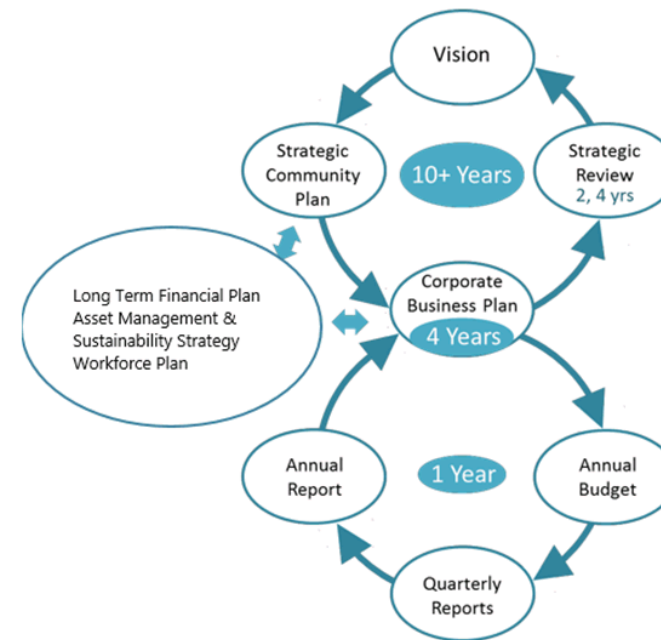 Vision
Strategic
Community
Plan
10+ Years
Strategic
Review
2, 4 yrs
Long Term Financial Plan
Asset Management &
Sustainability Strategy
Workforce Plan
Corporate
Business Plan
4 Years
Annual
Report
1 Year
Annual
Budget
Quarterly
Reports